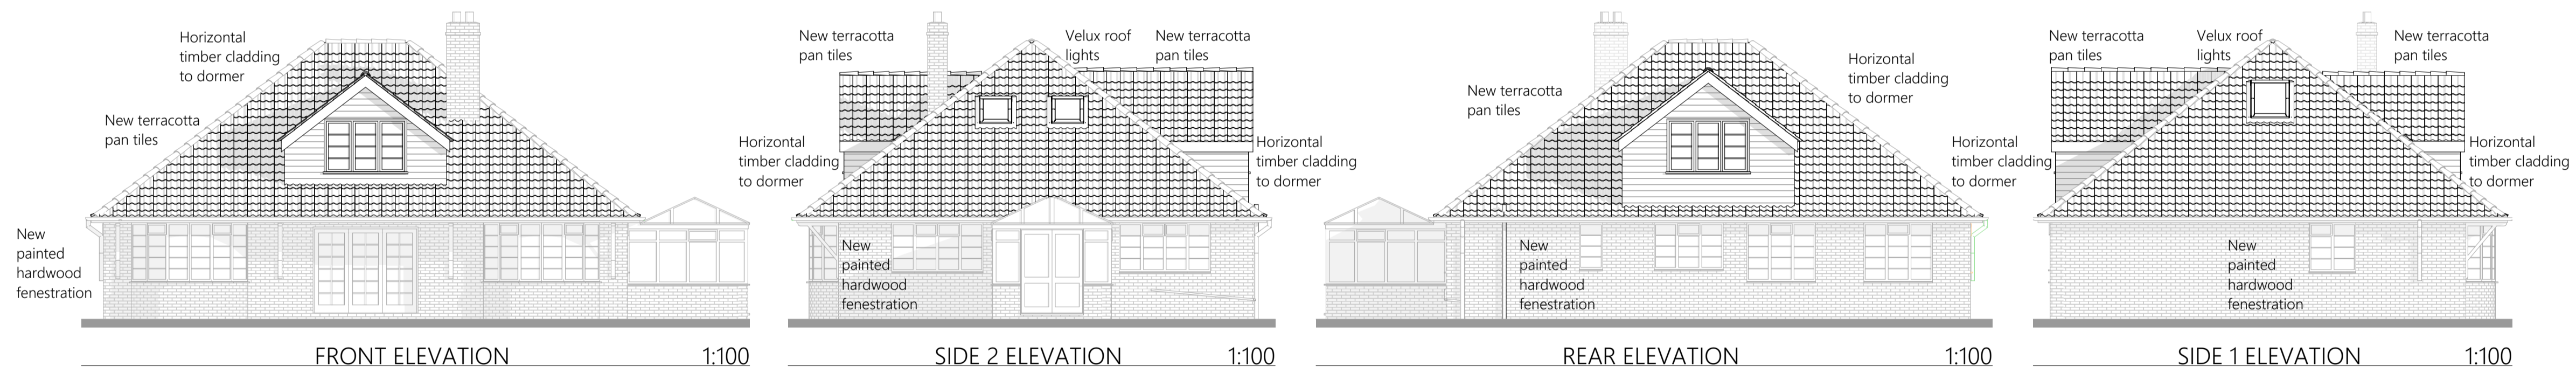 Horizontal
timber cladding
to dormer
New terracotta
pan tiles
New
painted
hardwood
fenestration
FRONT ELEVATION 1:100
New terracotta
pan tiles
Velux roof
lights
New terracotta
pan tiles
Horizontal
timber cladding
to dormer
Horizontal
timber cladding
to dormer
New
painted
hardwood
fenestration
SIDE 2 ELEVATION 1:100
Horizontal
timber cladding
to dormer
New terracotta
pan tiles
New
painted
hardwood
fenestration
REAR ELEVATION 1:100
New terracotta
pan tiles
Velux roof
lights
New terracotta
pan tiles
Horizontal
timber cladding
to dormer
Horizontal
timber cladding
to dormer
New
painted
hardwood
fenestration
SIDE 1 ELEVATION 1:100